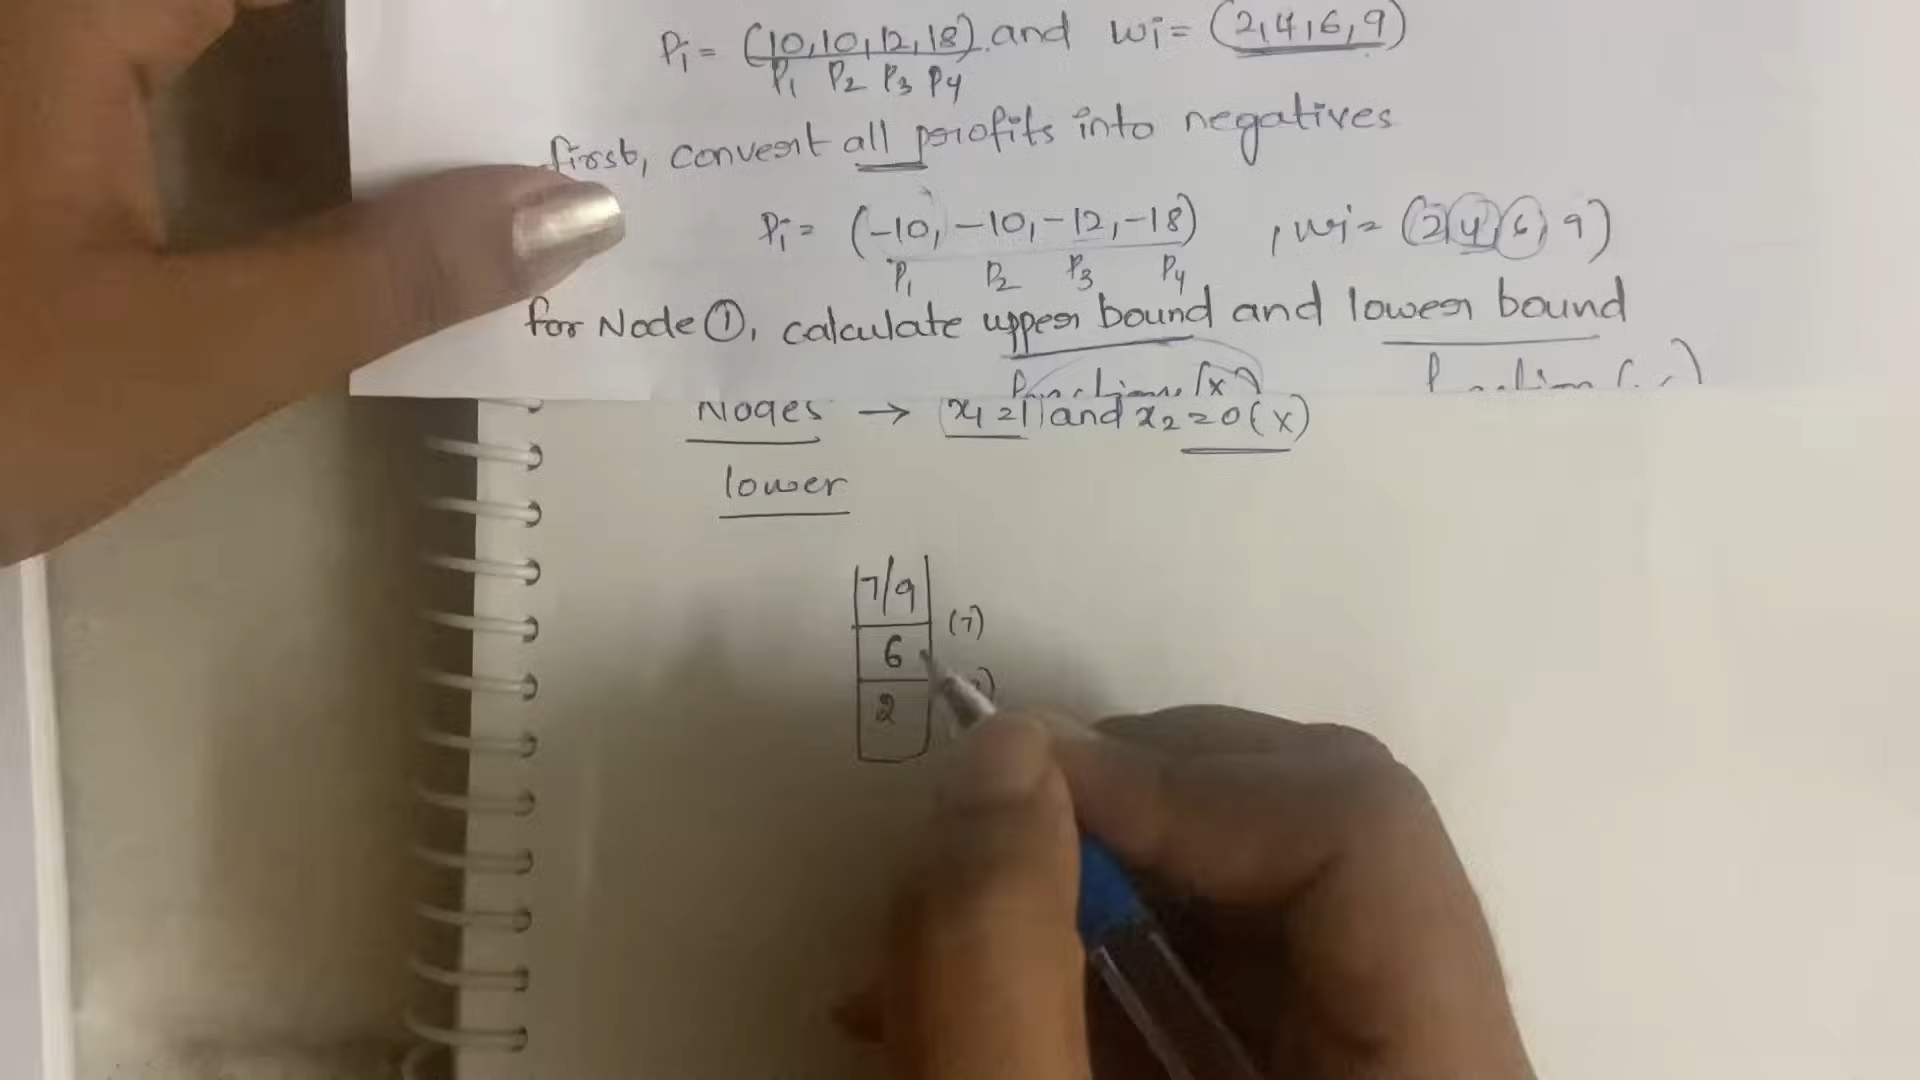 Pi = (10,10,12,18) and wi = (2,4,6,9)
P1 P2 P3 P4
first, convert all profits into negatives
Pi = (-10, -10, -12, -18) , wi = (2,4,6,9)
P1 P2 P3 P4
for Node ①, calculate upper bound and lower bound
(x)
→ x1=1 and x2=0(x)
lower
7/9
(7)
6
2